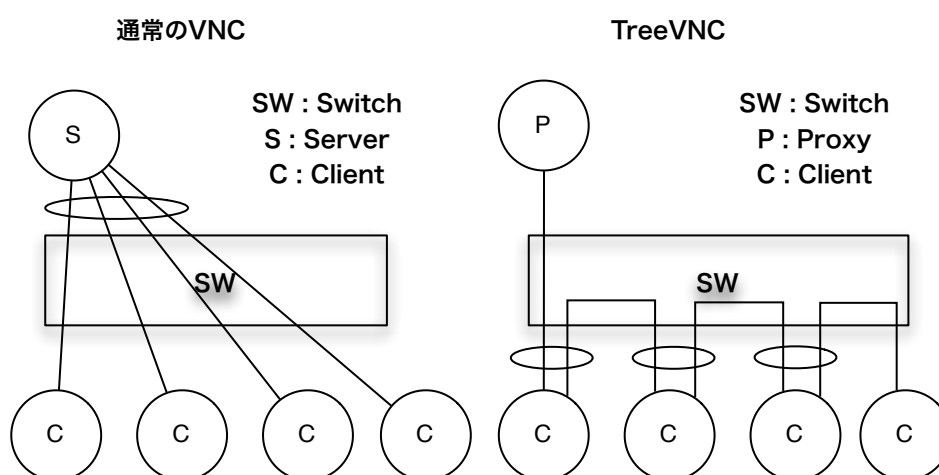 通常のVNC
SW : Switch
S : Server
C : Client
S
SW
C
C
C
C
TreeVNC
SW : Switch
P : Proxy
C : Client
P
SW
C
C
C
C